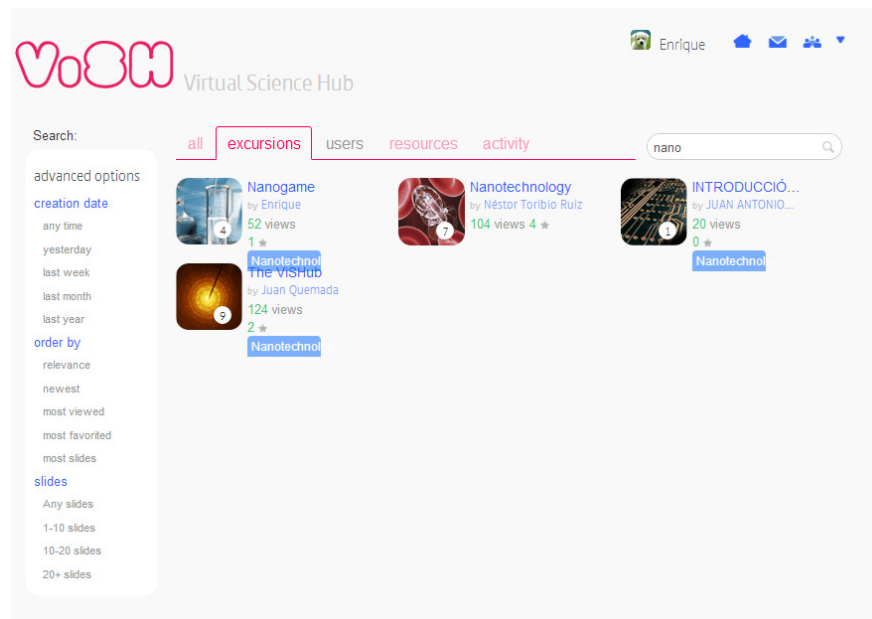 ViSH Virtual Science Hub
Enrique
Search:
all excursions users resources activity
nano
advanced options
creation date
any time
yesterday
last week
last month
last year
order by
relevance
newest
most viewed
most favorited
most slides
slides
Any slides
1-10 slides
10-20 slides
20+ slides
4
Nanogame
by Enrique
52 views
1
Nanotechnol
7
Nanotechnology
by Néstor Toribio Ruiz
104 views 4
1
INTRODUCCIÓ...
by JUAN ANTONIO...
20 views
0
Nanotechnol
9
The ViSHub
by Juan Quemada
124 views
2
Nanotechnol